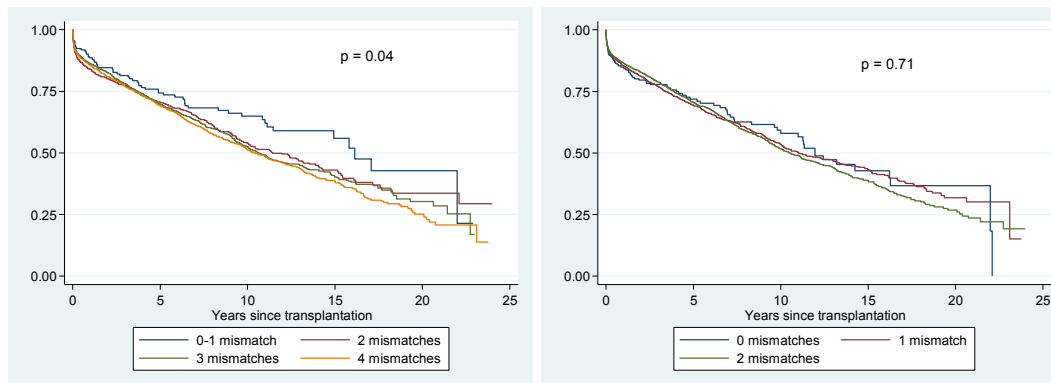 1.00
0.75
0.50
0.25
0.00
p = 0.04
0 5 10 15 20 25
Years since transplantation
0-1 mismatch 2 mismatches
3 mismatches 4 mismatches
1.00
0.75
0.50
0.25
0.00
p = 0.71
0 5 10 15 20 25
Years since transplantation
0 mismatches 1 mismatch
2 mismatches